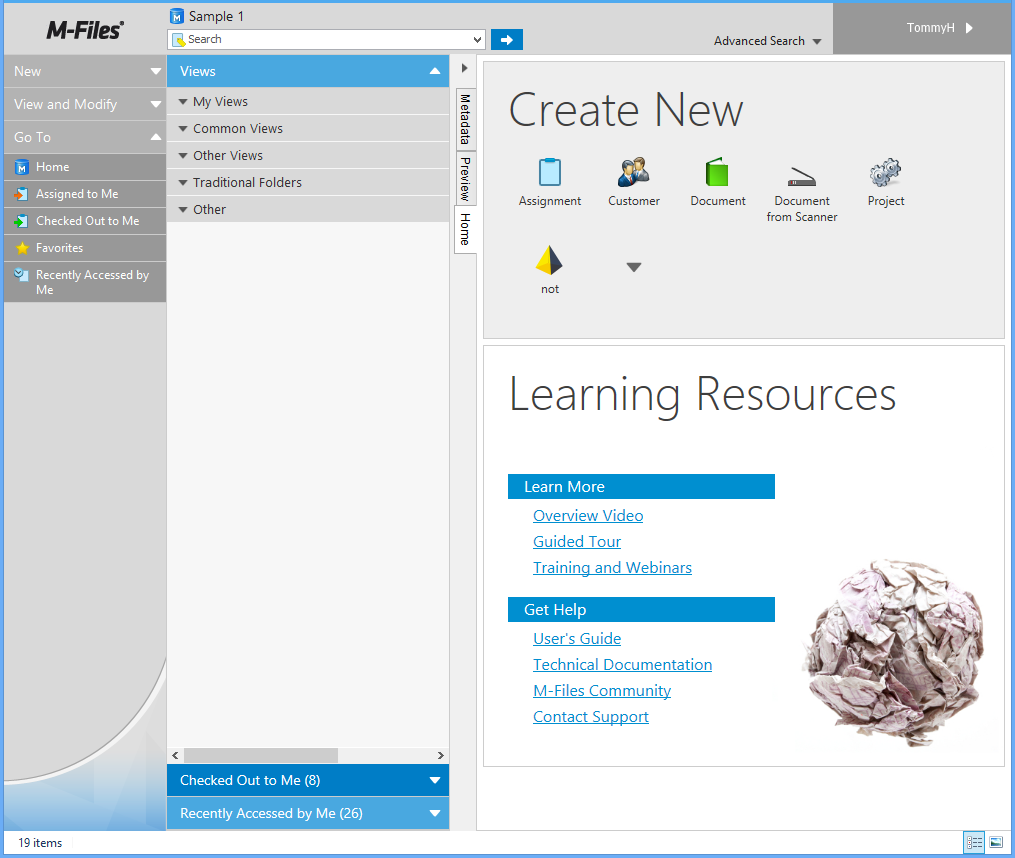 M-Files®
Sample 1
Search
Advanced Search
TommyH
New
View and Modify
Go To
Home
Assigned to Me
Checked Out to Me
Favorites
Recently Accessed by
Me
Views
My Views
Common Views
Other Views
Traditional Folders
Other
Checked Out to Me (8)
Recently Accessed by Me (26)
Metadata
Preview
Home
Create New
Assignment
Customer
Document
Document
from Scanner
Project
not
Learning Resources
Learn More
Overview Video
Guided Tour
Training and Webinars
Get Help
User's Guide
Technical Documentation
M-Files Community
Contact Support
19 items